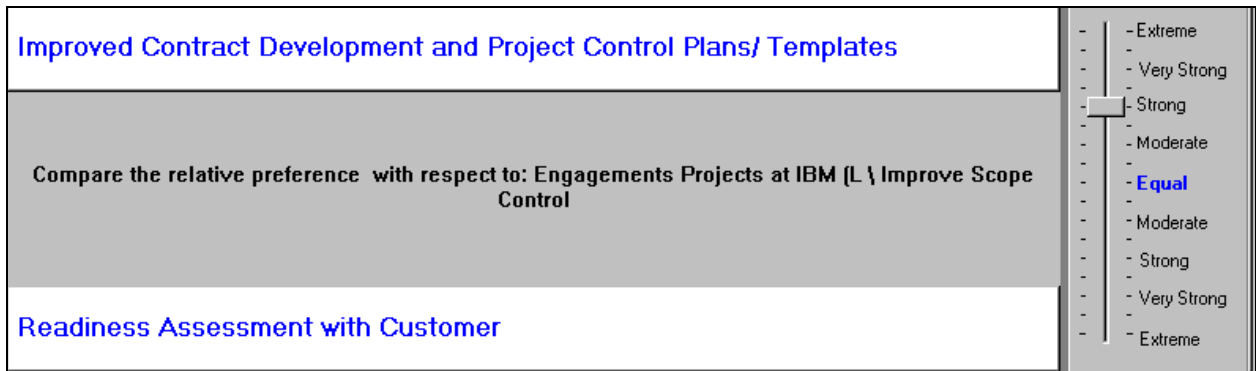 Improved Contract Development and Project Control Plans/ Templates
Compare the relative preference with respect to: Engagements Projects at IBM (L \ Improve Scope
Control
Readiness Assessment with Customer
Extreme
Very Strong
Strong
Moderate
Equal
Moderate
Strong
Very Strong
Extreme